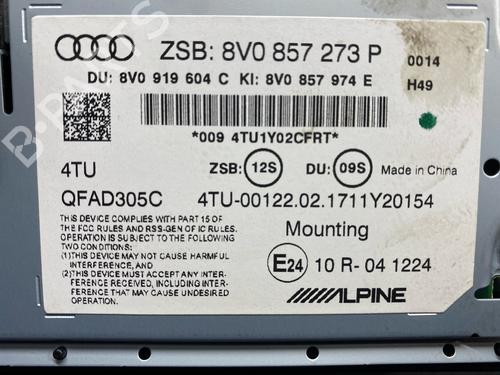 ZSB: 8V0 857 273 P
0014
DU: 8V0 919 604 C KI: 8V0 857 974 E
H49
*009 4TU1Y02CFRT*
4TU ZSB: 12S DU: 09S Made in China
QFAD305C 4TU-00122.02.1711Y20154
THIS DEVICE COMPLIES WITH PART 15 OF
THE FCC RULES AND RSS-GEN OF IC RULES.
OPERATION IS SUBJECT TO THE FOLLOWING
TWO CONDITIONS:
(1)THIS DEVICE MAY NOT CAUSE HARMFUL
INTERFERENCE, AND
(2)THIS DEVICE MUST ACCEPT ANY INTER-
FERENCE RECEIVED, INCLUDING INTER-
FERENCE THAT MAY CAUSE UNDESIRED
OPERATION.
Mounting
E24 10 R- 04 1224
ALPINE
B-PARTS